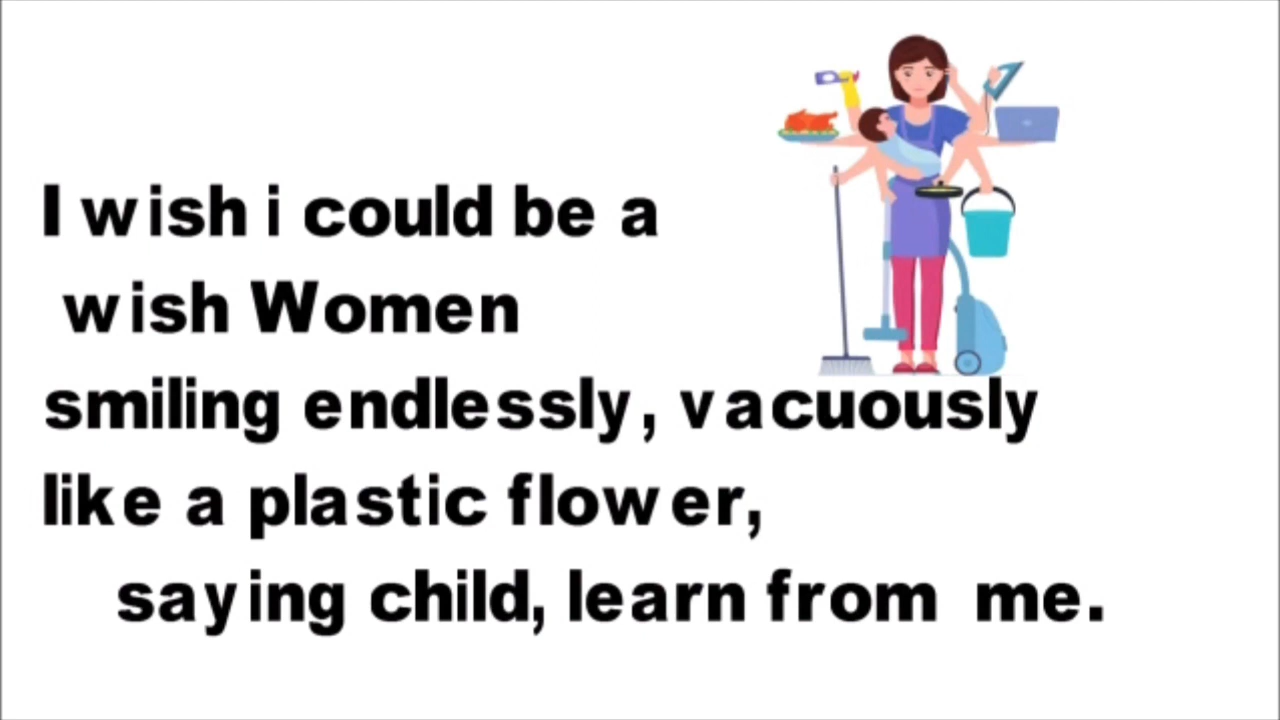 I wish i could be a
wish Women
smiling endlessly, vacuously
like a plastic flower,
saying child, learn from me.